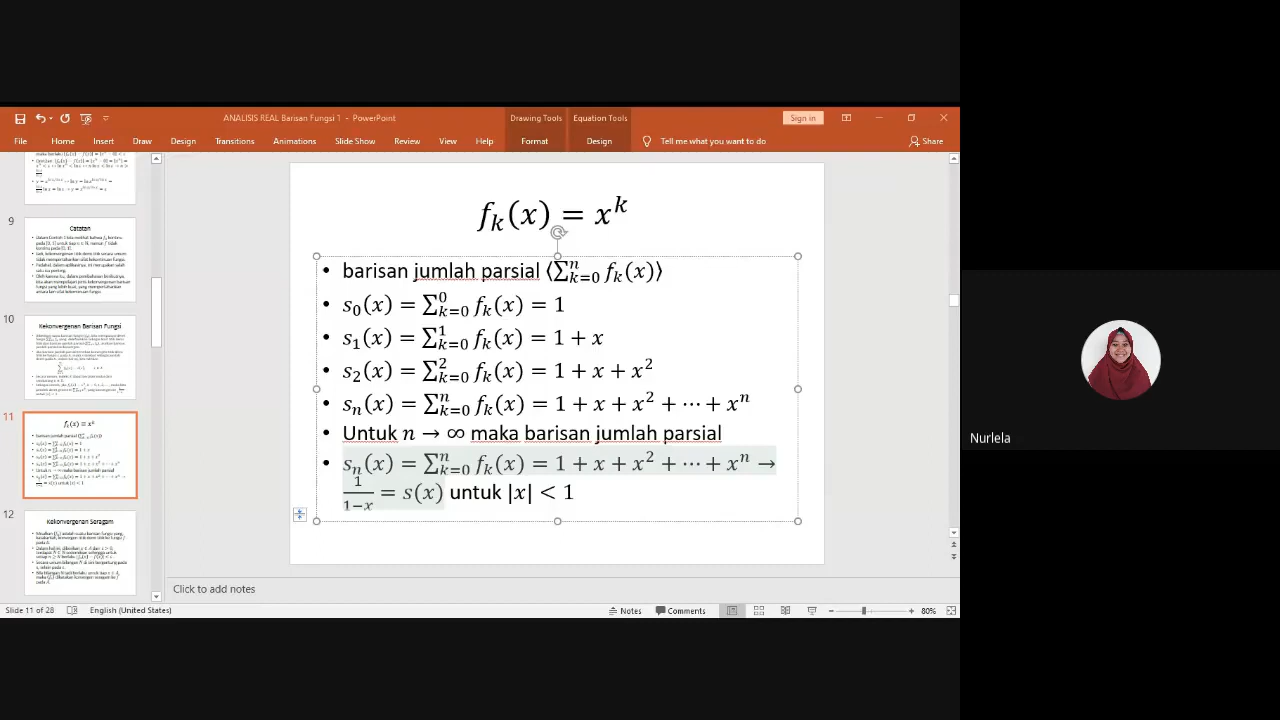 ANALISIS REAL Barisan Fungsi 1 - PowerPoint
Drawing Tools
Equation Tools
Sign in
File Home Insert Draw Design Transitions Animations Slide Show Review View Help Format Design Tell me what you want to do Share
9
Catatan
10
Kekonvergenan Barisan Fungsi
11
fₖ(x) = xᵏ
12
Kekonvergenan Seragam
fₖ(x) = xᵏ
• barisan jumlah parsial ⟨∑ₖ₌₀ⁿ fₖ(x)⟩
• s₀(x) = ∑ₖ₌₀⁰ fₖ(x) = 1
• s₁(x) = ∑ₖ₌₀¹ fₖ(x) = 1 + x
• s₂(x) = ∑ₖ₌₀² fₖ(x) = 1 + x + x²
• sₙ(x) = ∑ₖ₌₀ⁿ fₖ(x) = 1 + x + x² + ⋯ + xⁿ
• Untuk n → ∞ maka barisan jumlah parsial
• sₙ(x) = ∑ₖ₌₀ⁿ fₖ(x) = 1 + x + x² + ⋯ + xⁿ →
1/(1−x) = s(x) untuk |x| < 1
Click to add notes
Slide 11 of 28 English (United States) Notes Comments 80%
Nurlela